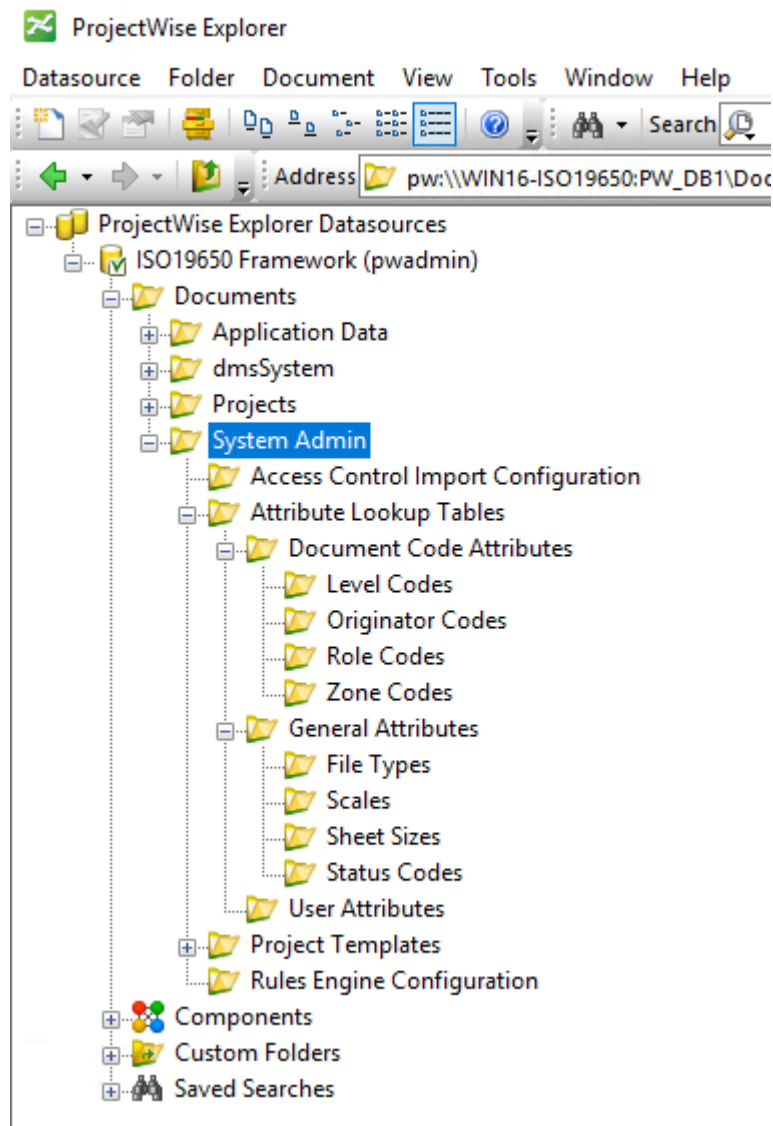 ProjectWise Explorer
Datasource Folder Document View Tools Window Help
Search
Address pw:\\WIN16-ISO19650:PW_DB1\Doc
ProjectWise Explorer Datasources
ISO19650 Framework (pwadmin)
Documents
Application Data
dmsSystem
Projects
System Admin
Access Control Import Configuration
Attribute Lookup Tables
Document Code Attributes
Level Codes
Originator Codes
Role Codes
Zone Codes
General Attributes
File Types
Scales
Sheet Sizes
Status Codes
User Attributes
Project Templates
Rules Engine Configuration
Components
Custom Folders
Saved Searches